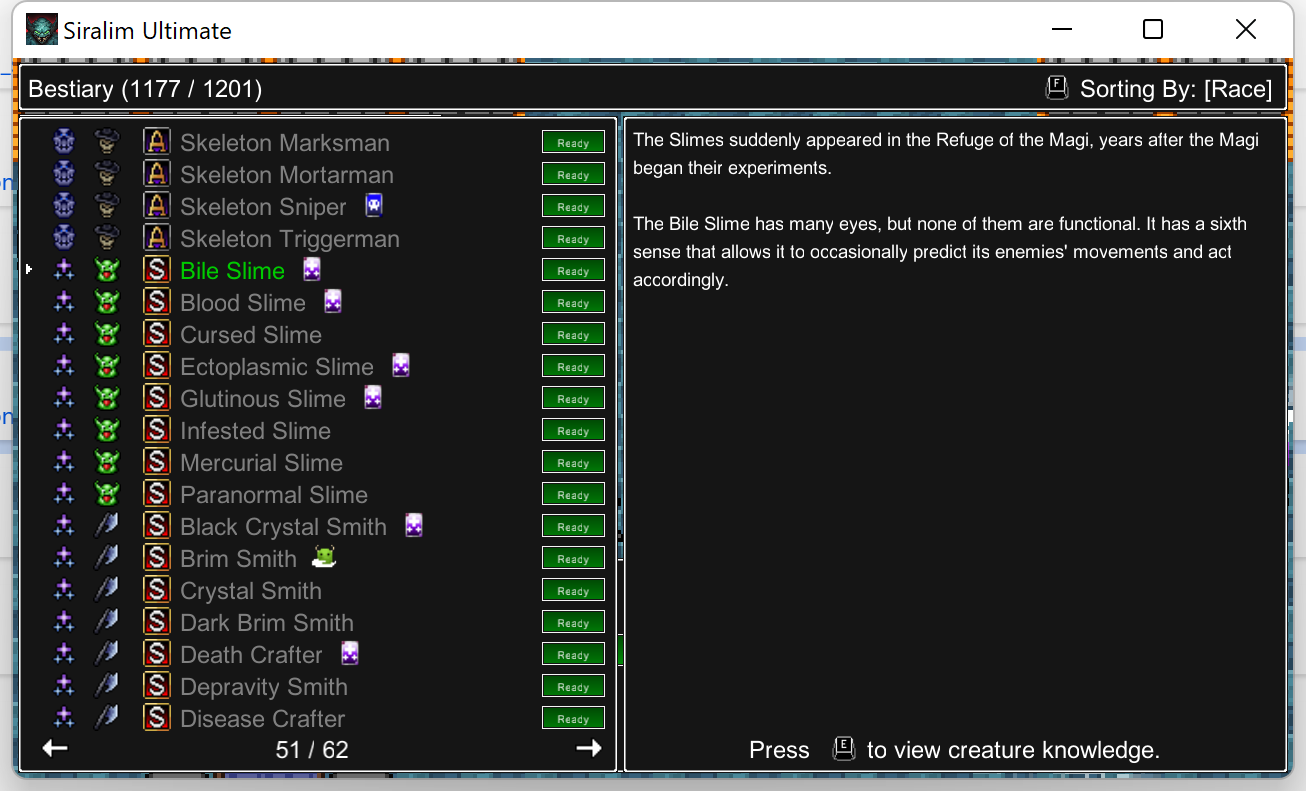 Siralim Ultimate
Bestiary (1177 / 1201)
F Sorting By: [Race]
A Skeleton Marksman Ready
A Skeleton Mortarman Ready
A Skeleton Sniper Ready
A Skeleton Triggerman Ready
S Bile Slime Ready
S Blood Slime Ready
S Cursed Slime Ready
S Ectoplasmic Slime Ready
S Glutinous Slime Ready
S Infested Slime Ready
S Mercurial Slime Ready
S Paranormal Slime Ready
S Black Crystal Smith Ready
S Brim Smith Ready
S Crystal Smith Ready
S Dark Brim Smith Ready
S Death Crafter Ready
S Depravity Smith Ready
S Disease Crafter Ready
51 / 62
The Slimes suddenly appeared in the Refuge of the Magi, years after the Magi
began their experiments.
The Bile Slime has many eyes, but none of them are functional. It has a sixth
sense that allows it to occasionally predict its enemies' movements and act
accordingly.
Press E to view creature knowledge.